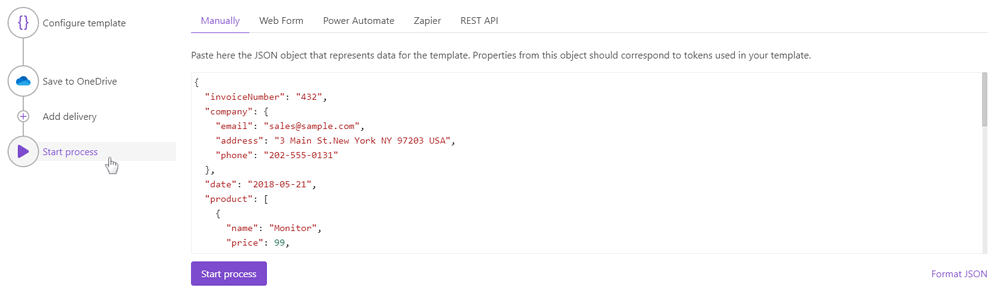 Configure template
Save to OneDrive
Add delivery
Start process
Manually Web Form Power Automate Zapier REST API
Paste here the JSON object that represents data for the template. Properties from this object should correspond to tokens used in your template.
{
"invoiceNumber": "432",
"company": {
"email": "sales@sample.com",
"address": "3 Main St.New York NY 97203 USA",
"phone": "202-555-0131"
},
"date": "2018-05-21",
"product": [
{
"name": "Monitor",
"price": 99,
Start process
Format JSON